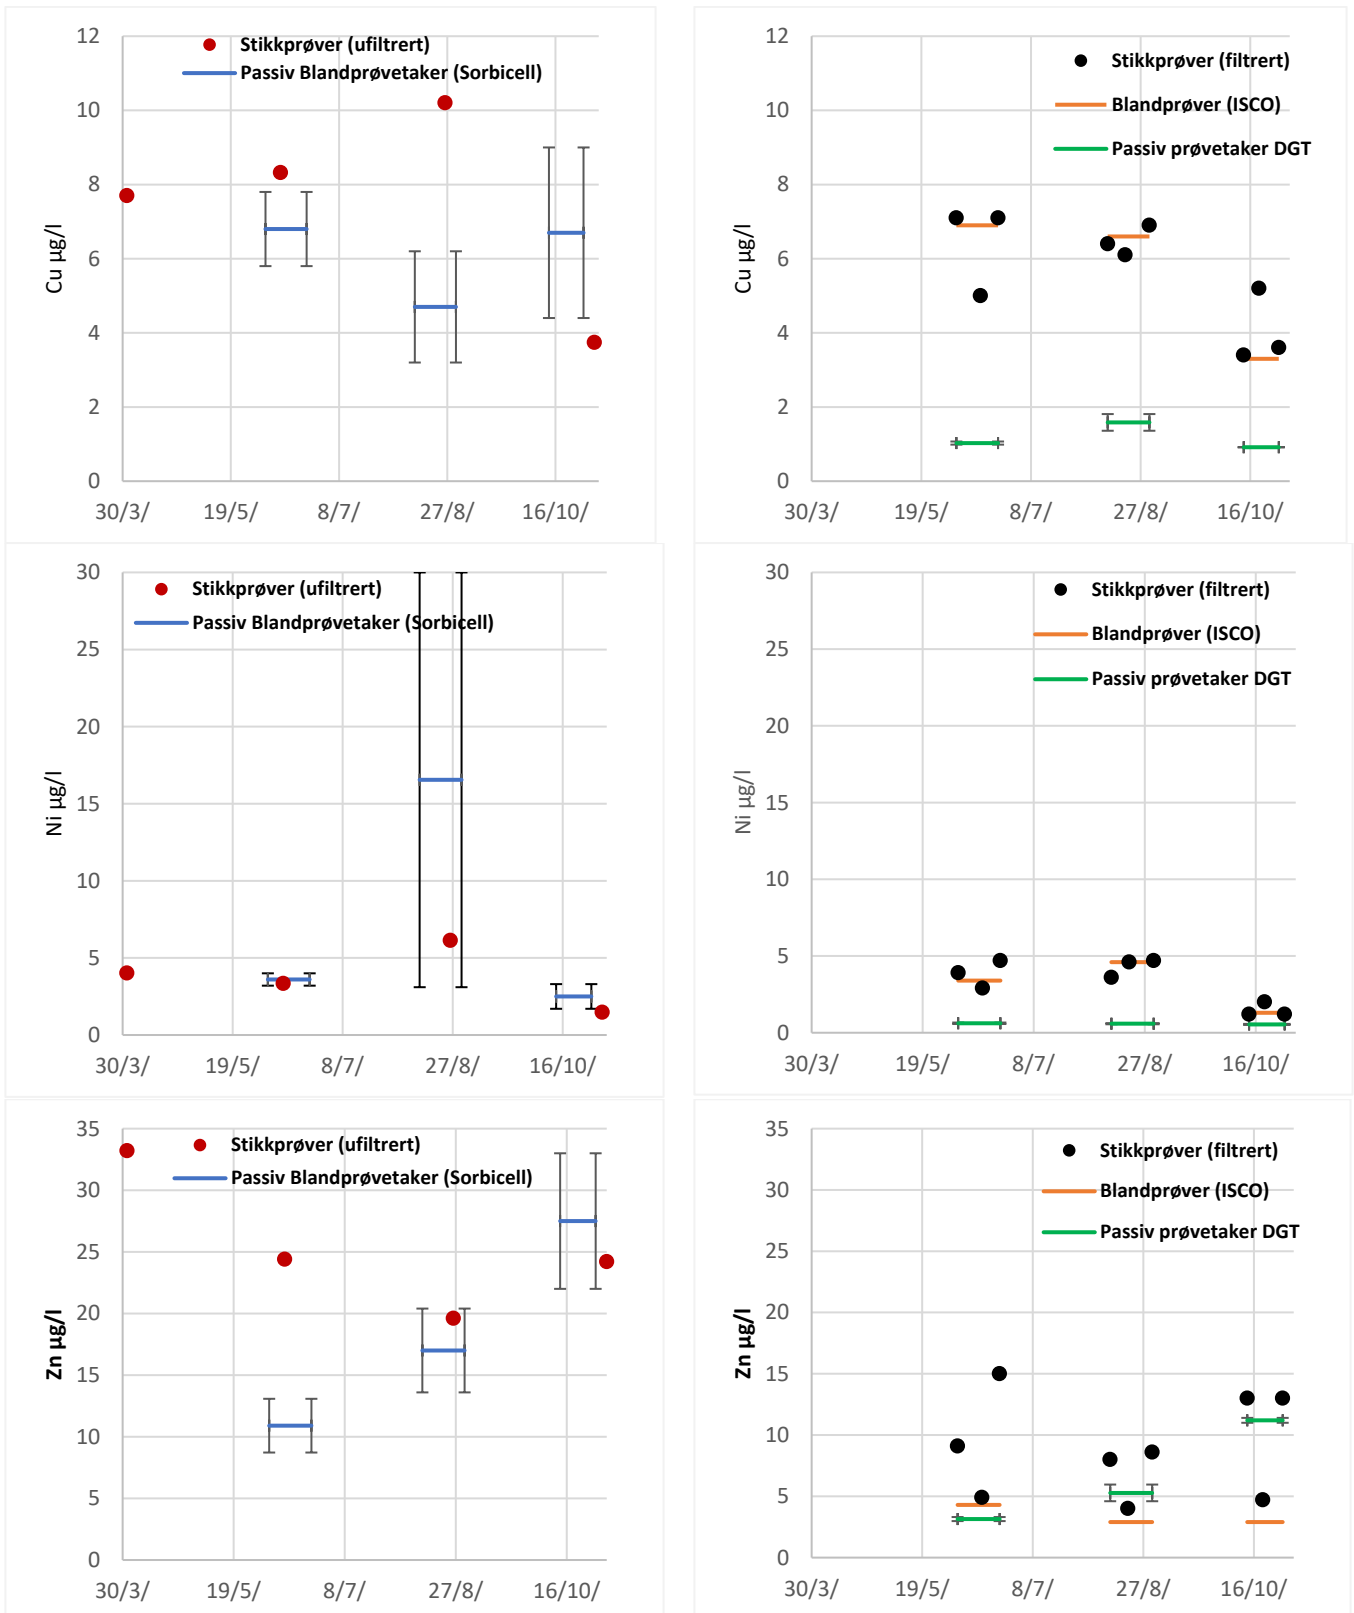 12
10
8
6
4
2
0
Cu µg/l
30/3/ 19/5/ 8/7/ 27/8/ 16/10/
Stikkprøver (ufiltrert)
Passiv Blandprøvetaker (Sorbicell)
12
10
8
6
4
2
0
Cu µg/l
30/3/ 19/5/ 8/7/ 27/8/ 16/10/
Stikkprøver (filtrert)
Blandprøver (ISCO)
Passiv prøvetaker DGT
30
25
20
15
10
5
0
Ni µg/l
30/3/ 19/5/ 8/7/ 27/8/ 16/10/
Stikkprøver (ufiltrert)
Passiv Blandprøvetaker (Sorbicell)
30
25
20
15
10
5
0
Ni µg/l
30/3/ 19/5/ 8/7/ 27/8/ 16/10/
Stikkprøver (filtrert)
Blandprøver (ISCO)
Passiv prøvetaker DGT
35
30
25
20
15
10
5
0
Zn µg/l
30/3/ 19/5/ 8/7/ 27/8/ 16/10/
Stikkprøver (ufiltrert)
Passiv Blandprøvetaker (Sorbicell)
35
30
25
20
15
10
5
0
Zn µg/l
30/3/ 19/5/ 8/7/ 27/8/ 16/10/
Stikkprøver (filtrert)
Blandprøver (ISCO)
Passiv prøvetaker DGT